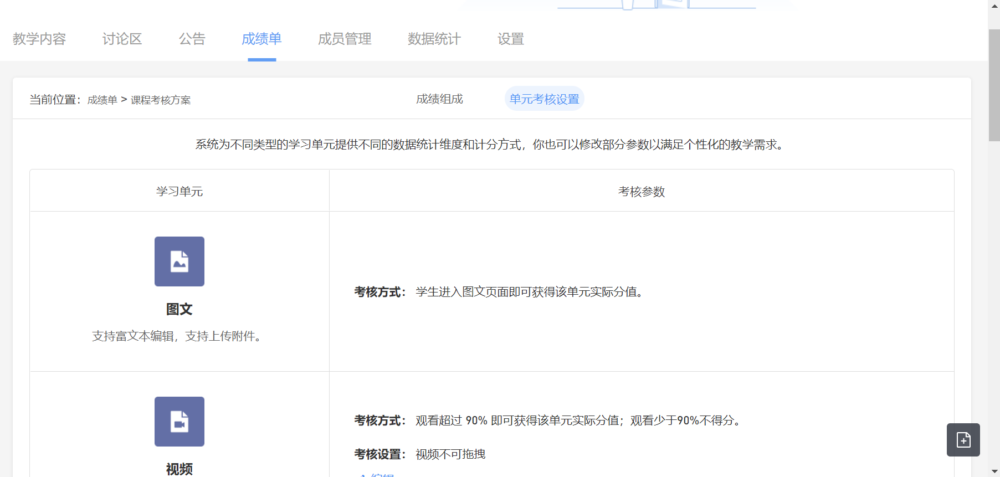 教学内容 讨论区 公告 成绩单 成员管理 数据统计 设置
当前位置：成绩单 > 课程考核方案 成绩组成 单元考核设置
系统为不同类型的学习单元提供不同的数据统计维度和计分方式，你也可以修改部分参数以满足个性化的教学需求。
学习单元 考核参数
图文
支持富文本编辑，支持上传附件。
考核方式： 学生进入图文页面即可获得该单元实际分值。
视频
考核方式： 观看超过 90% 即可获得该单元实际分值；观看少于90%不得分。
考核设置： 视频不可拖拽
编辑